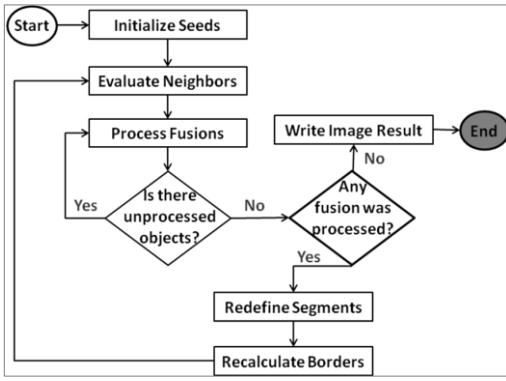 Start
Initialize Seeds
Evaluate Neighbors
Process Fusions
Write Image Result
End
Is there
unprocessed
objects?
Yes
No
Any
fusion was
processed?
No
Yes
Redefine Segments
Recalculate Borders